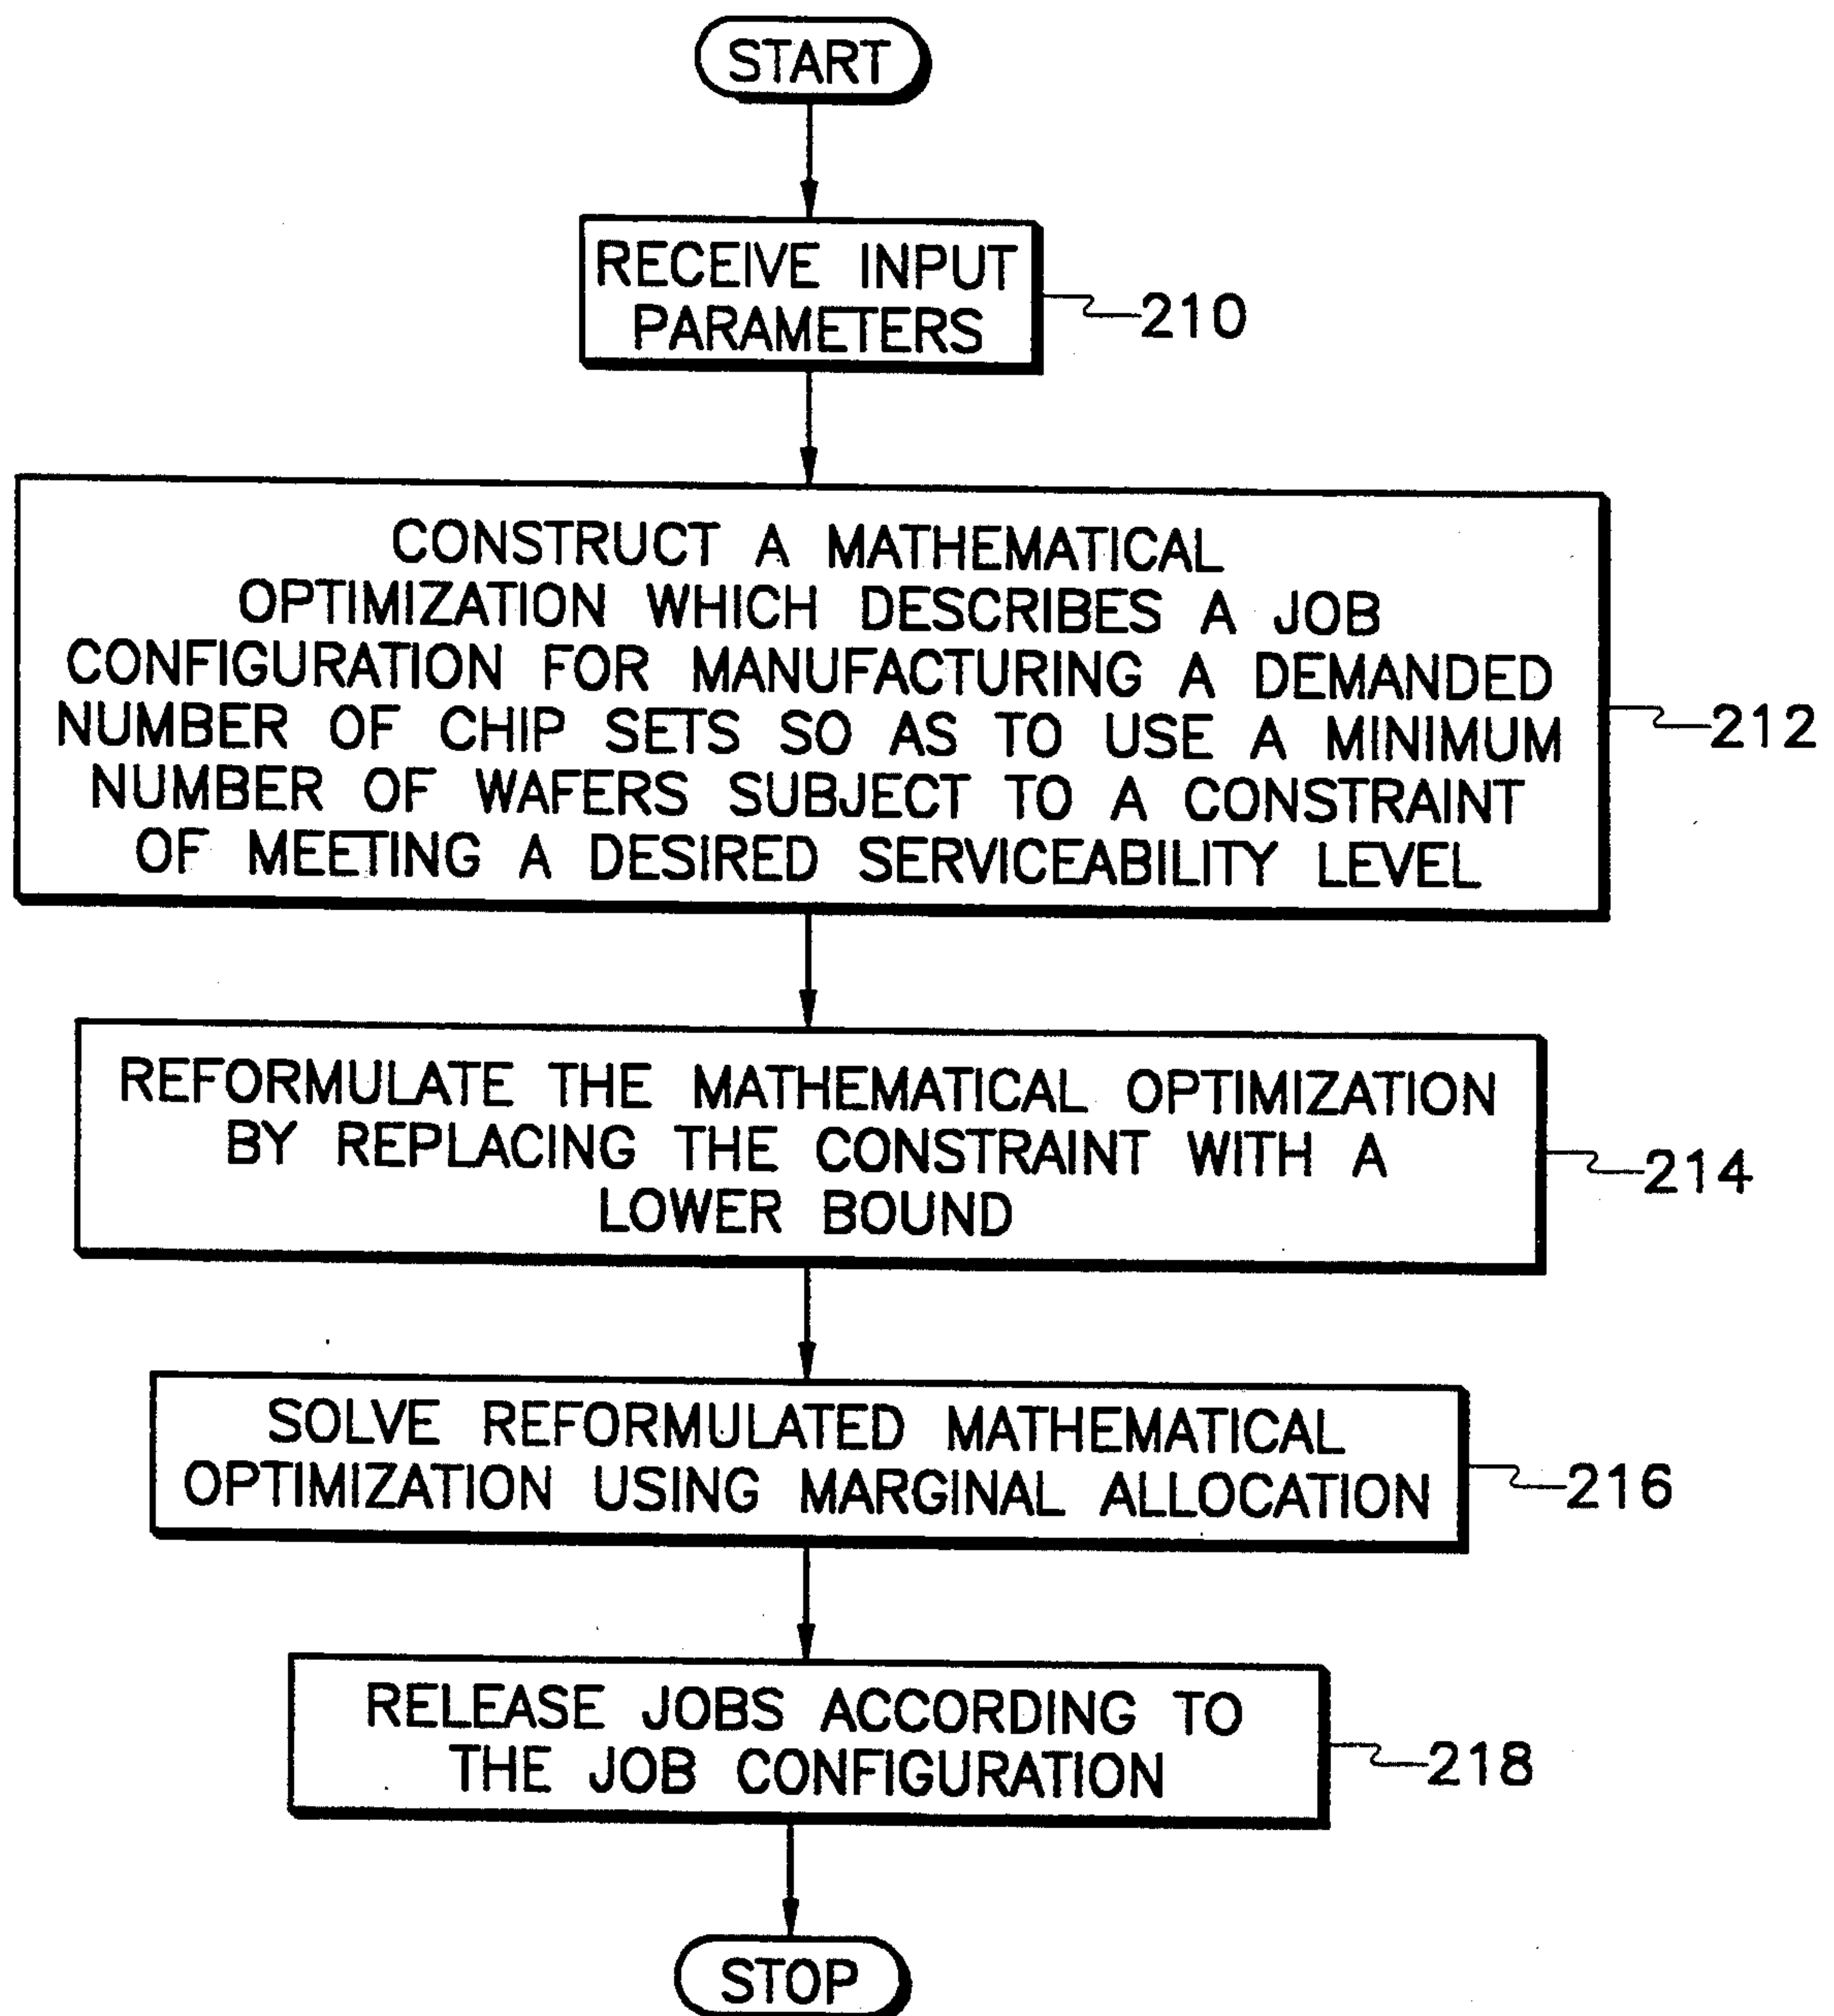 START
RECEIVE INPUT
PARAMETERS
210
CONSTRUCT A MATHEMATICAL
OPTIMIZATION WHICH DESCRIBES A JOB
CONFIGURATION FOR MANUFACTURING A DEMANDED
NUMBER OF CHIP SETS SO AS TO USE A MINIMUM
NUMBER OF WAFERS SUBJECT TO A CONSTRAINT
OF MEETING A DESIRED SERVICEABILITY LEVEL
212
REFORMULATE THE MATHEMATICAL OPTIMIZATION
BY REPLACING THE CONSTRAINT WITH A
LOWER BOUND
214
SOLVE REFORMULATED MATHEMATICAL
OPTIMIZATION USING MARGINAL ALLOCATION
216
RELEASE JOBS ACCORDING TO
THE JOB CONFIGURATION
218
STOP